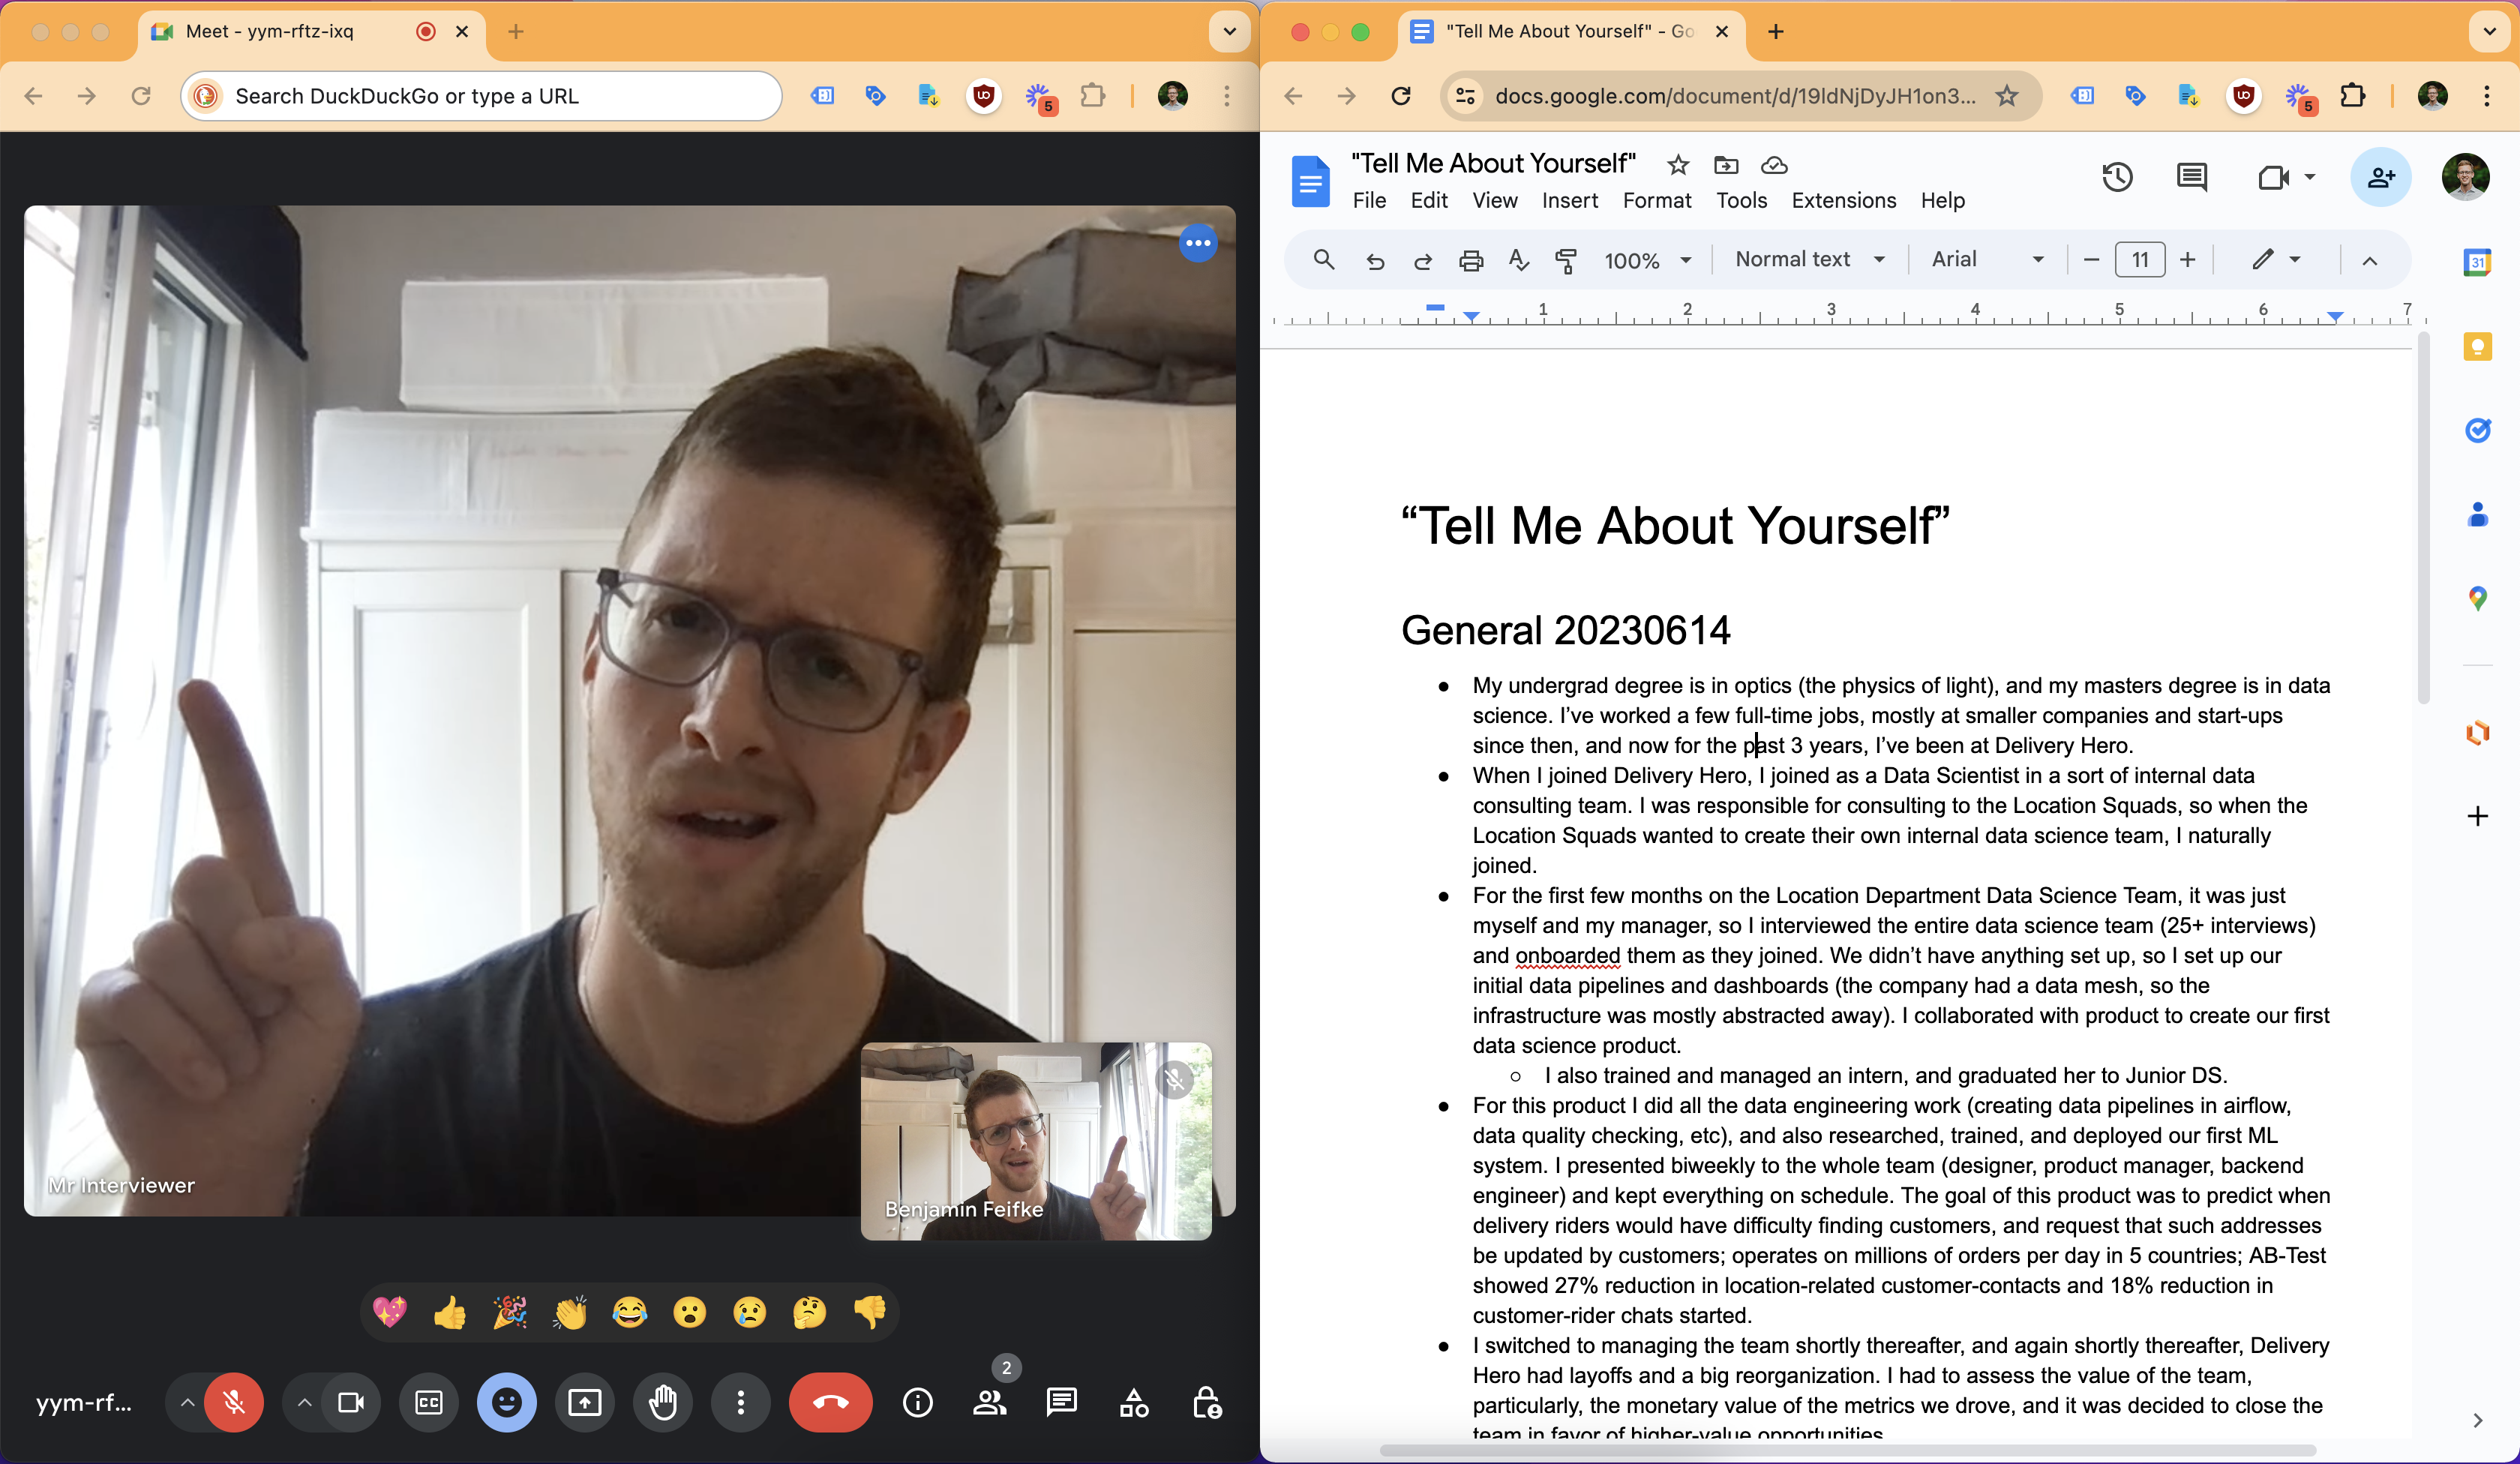 Meet - yym-rftz-ixq
Search DuckDuckGo or type a URL
5
Mr Interviewer
Benjamin Feifke
2
yym-rf...
CC
"Tell Me About Yourself" - Go
docs.google.com/document/d/19ldNjDyJH1on3...
5
"Tell Me About Yourself"
File Edit View Insert Format Tools Extensions Help
100% Normal text Arial 11
31
1 2 3 4 5 6 7
“Tell Me About Yourself”
General 20230614
● My undergrad degree is in optics (the physics of light), and my masters degree is in data
science. I’ve worked a few full-time jobs, mostly at smaller companies and start-ups
since then, and now for the past 3 years, I’ve been at Delivery Hero.
● When I joined Delivery Hero, I joined as a Data Scientist in a sort of internal data
consulting team. I was responsible for consulting to the Location Squads, so when the
Location Squads wanted to create their own internal data science team, I naturally
joined.
● For the first few months on the Location Department Data Science Team, it was just
myself and my manager, so I interviewed the entire data science team (25+ interviews)
and onboarded them as they joined. We didn’t have anything set up, so I set up our
initial data pipelines and dashboards (the company had a data mesh, so the
infrastructure was mostly abstracted away). I collaborated with product to create our first
data science product.
○ I also trained and managed an intern, and graduated her to Junior DS.
● For this product I did all the data engineering work (creating data pipelines in airflow,
data quality checking, etc), and also researched, trained, and deployed our first ML
system. I presented biweekly to the whole team (designer, product manager, backend
engineer) and kept everything on schedule. The goal of this product was to predict when
delivery riders would have difficulty finding customers, and request that such addresses
be updated by customers; operates on millions of orders per day in 5 countries; AB-Test
showed 27% reduction in location-related customer-contacts and 18% reduction in
customer-rider chats started.
● I switched to managing the team shortly thereafter, and again shortly thereafter, Delivery
Hero had layoffs and a big reorganization. I had to assess the value of the team,
particularly, the monetary value of the metrics we drove, and it was decided to close the
team in favor of higher-value opportunities